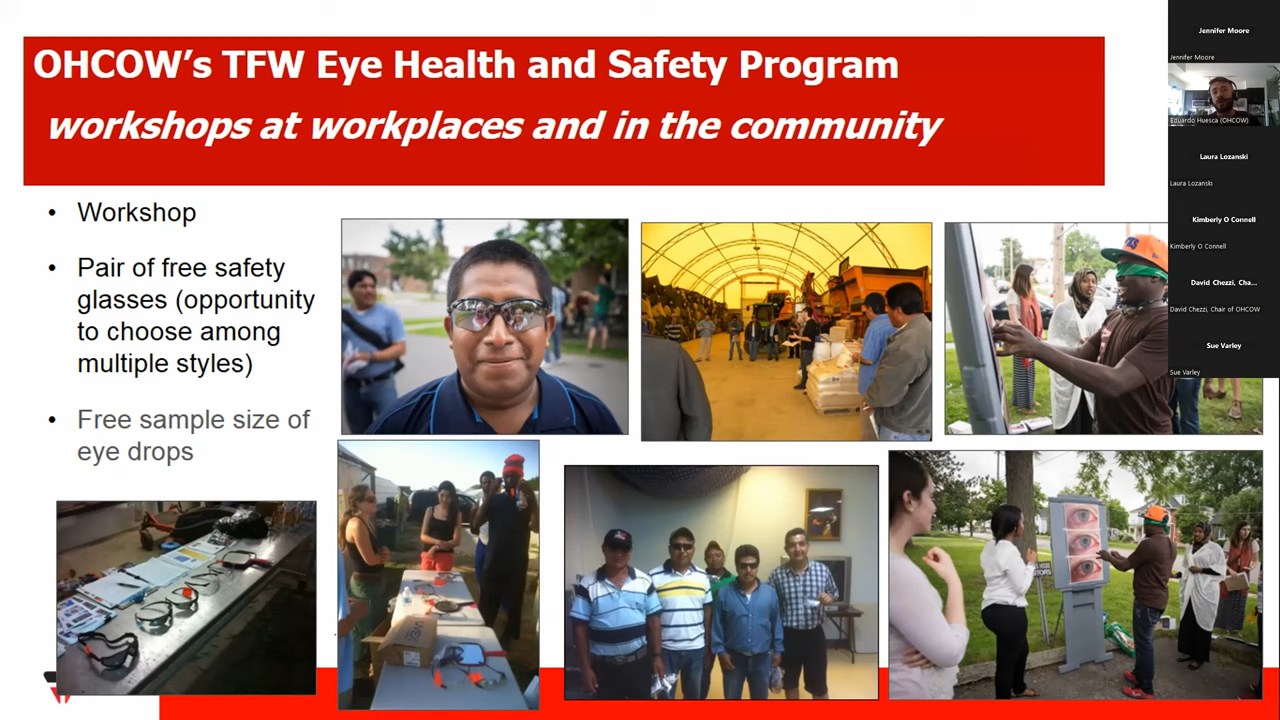 OHCOW's TFW Eye Health and Safety Program
workshops at workplaces and in the community
• Workshop
• Pair of free safety
glasses (opportunity
to choose among
multiple styles)
• Free sample size of
eye drops
Jennifer Moore
Jennifer Moore
Eduardo Huesca (OHCOW)
Laura Lozanski
Laura Lozanski
Kimberly O Connell
Kimberly O Connell
David Chezzi, Cha...
David Chezzi, Chair of OHCOW
Sue Varley
Sue Varley